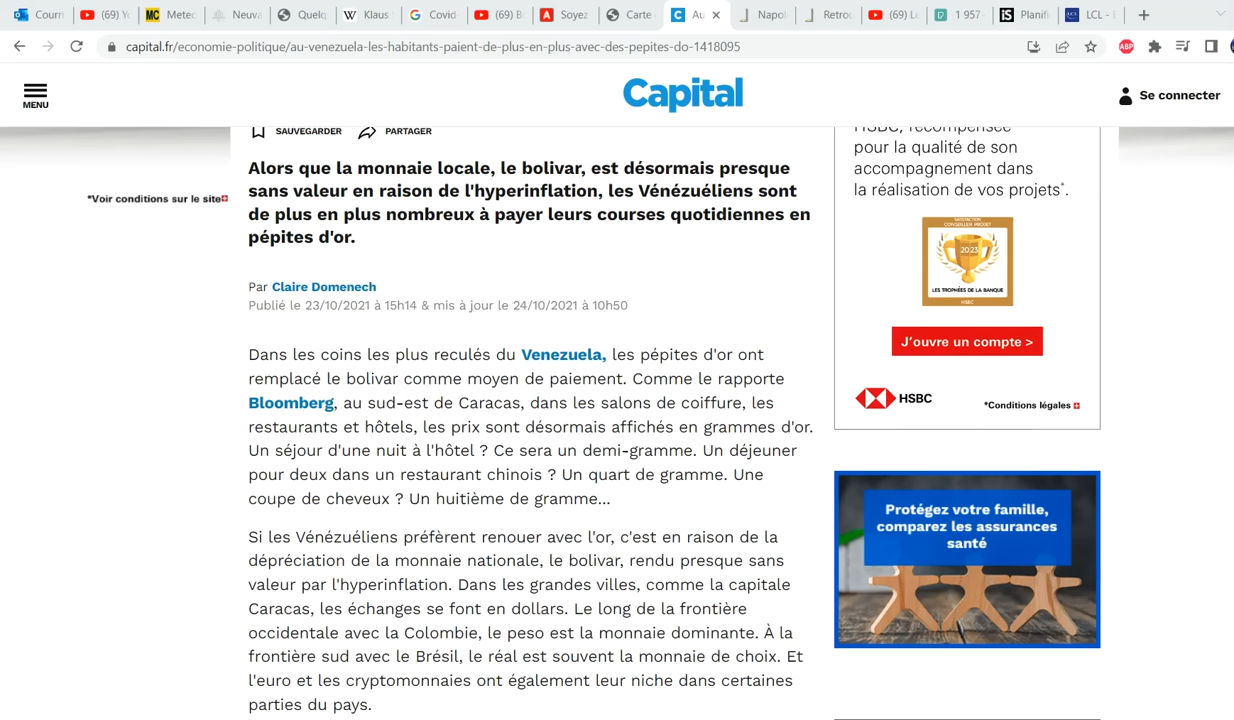 Courri
(69) Yo
MC Meteo
Neuva
Quelq
W Klaus S
G Covid-
(69) B
A Soyez
Carte
C Au
Napol
Retrou
(69) Le
1 957
iS Planifi
LCL - I
capital.fr/economie-politique/au-venezuela-les-habitants-paient-de-plus-en-plus-avec-des-pepites-do-1418095
ABP
MENU
Capital
Se connecter
SAUVEGARDER
PARTAGER
*Voir conditions sur le site
Alors que la monnaie locale, le bolivar, est désormais presque
sans valeur en raison de l'hyperinflation, les Vénézuéliens sont
de plus en plus nombreux à payer leurs courses quotidiennes en
pépites d'or.
Par Claire Domenech
Publié le 23/10/2021 à 15h14 & mis à jour le 24/10/2021 à 10h50
Dans les coins les plus reculés du Venezuela, les pépites d'or ont
remplacé le bolivar comme moyen de paiement. Comme le rapporte
Bloomberg, au sud-est de Caracas, dans les salons de coiffure, les
restaurants et hôtels, les prix sont désormais affichés en grammes d'or.
Un séjour d'une nuit à l'hôtel ? Ce sera un demi-gramme. Un déjeuner
pour deux dans un restaurant chinois ? Un quart de gramme. Une
coupe de cheveux ? Un huitième de gramme...
Si les Vénézuéliens préfèrent renouer avec l'or, c'est en raison de la
dépréciation de la monnaie nationale, le bolivar, rendu presque sans
valeur par l'hyperinflation. Dans les grandes villes, comme la capitale
Caracas, les échanges se font en dollars. Le long de la frontière
occidentale avec la Colombie, le peso est la monnaie dominante. À la
frontière sud avec le Brésil, le réal est souvent la monnaie de choix. Et
l'euro et les cryptomonnaies ont également leur niche dans certaines
parties du pays.
HSBC, récompensée
pour la qualité de son
accompagnement dans
la réalisation de vos projets*.
SATISFACTION
CONSEILLER PROJET
2023
LES TROPHÉES DE LA BANQUE
HSBC
J'ouvre un compte >
HSBC
*Conditions légales
Protégez votre famille,
comparez les assurances
santé